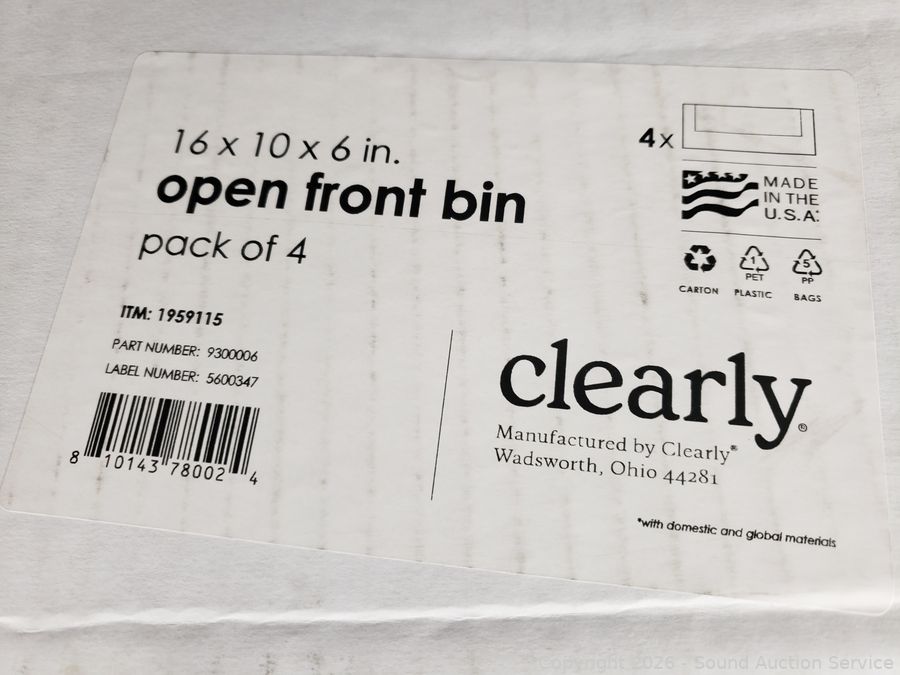 16 x 10 x 6 in.
open front bin
pack of 4
4x
MADE
IN THE
U.S.A.*
1
PET
5
PP
CARTON PLASTIC BAGS
ITM: 1959115
PART NUMBER: 9300006
LABEL NUMBER: 5600347
8 10143 78002 4
clearly®
Manufactured by Clearly®
Wadsworth, Ohio 44281
*with domestic and global materials
Copyright 2026 - Sound Auction Service